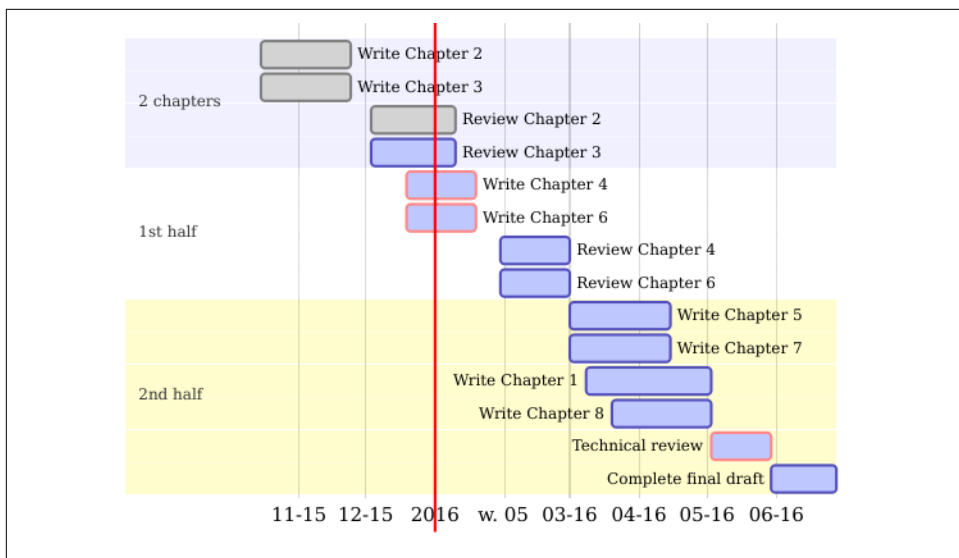 Write Chapter 2
Write Chapter 3
2 chapters
Review Chapter 2
Review Chapter 3
Write Chapter 4
Write Chapter 6
1st half
Review Chapter 4
Review Chapter 6
Write Chapter 5
Write Chapter 7
Write Chapter 1
2nd half
Write Chapter 8
Technical review
Complete final draft
11-15 12-15 2016 w. 05 03-16 04-16 05-16 06-16